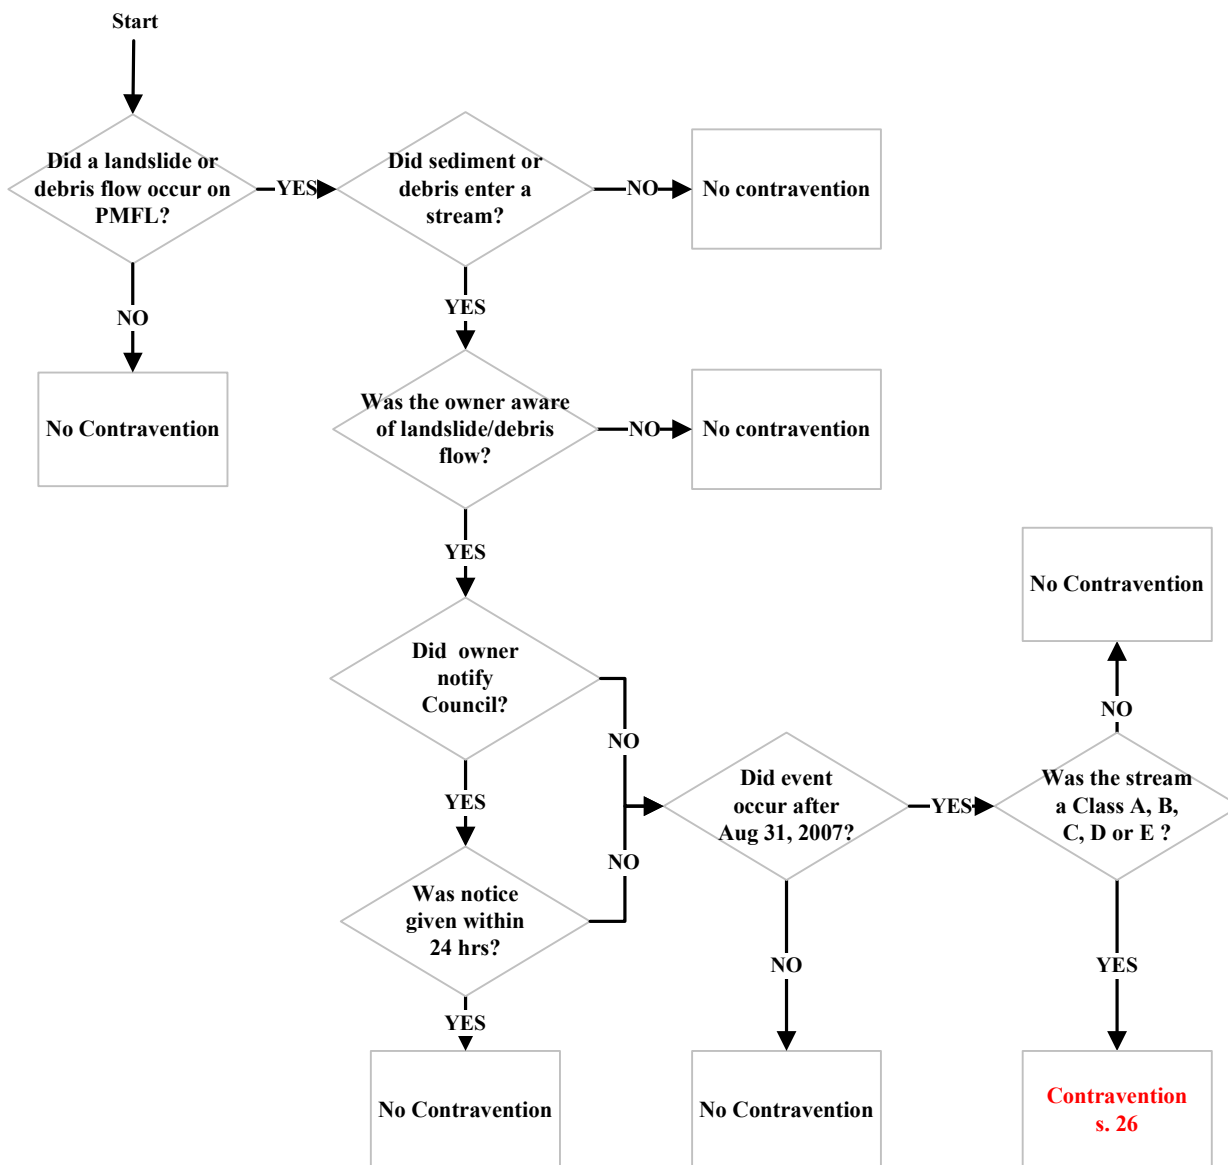 Start
Did a landslide or
debris flow occur on
PMFL?
YES
Did sediment or
debris enter a
stream?
NO
No contravention
NO
YES
No Contravention
Was the owner aware
of landslide/debris
flow?
NO
No contravention
YES
No Contravention
Did owner
notify
Council?
NO
NO
YES
Did event
occur after
Aug 31, 2007?
YES
Was the stream
a Class A, B,
C, D or E ?
NO
Was notice
given within
24 hrs?
NO
YES
YES
No Contravention
No Contravention
Contravention
s. 26